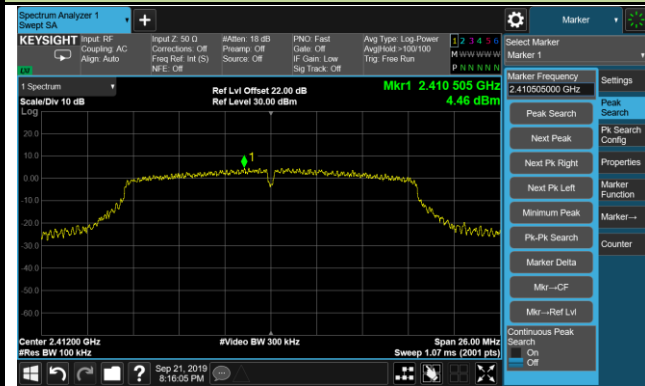 Spectrum Analyzer 1
Swept SA
+
Marker
KEYSIGHT
Input: RF
Coupling: AC
Align: Auto
Input Z: 50 Ω
Corrections: Off
Freq Ref: Int (S)
NFE: Off
#Atten: 18 dB
Preamp: Off
Source: Off
PNO: Fast
Gate: Off
IF Gain: Low
Sig Track: Off
Avg Type: Log-Power
Avg|Hold:>100/100
Trig: Free Run
1 2 3 4 5 6
M W W W W W
P N N N N N
LV
Select Marker
Marker 1
1 Spectrum
Scale/Div 10 dB
Log
Ref Lvl Offset 22.00 dB
Ref Level 30.00 dBm
Mkr1 2.410 505 GHz
4.46 dBm
1
20.0
10.0
0.00
-10.0
-20.0
-30.0
-40.0
-50.0
-60.0
Center 2.41200 GHz
#Res BW 100 kHz
#Video BW 300 kHz
Span 26.00 MHz
Sweep 1.07 ms (2001 pts)
Marker Frequency
2.410505000 GHz
Peak Search
Next Peak
Next Pk Right
Next Pk Left
Minimum Peak
Pk-Pk Search
Marker Delta
Mkr→CF
Mkr→Ref Lvl
Continuous Peak
Search
On
Off
Settings
Peak
Search
Pk Search
Config
Properties
Marker
Function
Marker→
Counter
?
Sep 21, 2019
8:16:05 PM